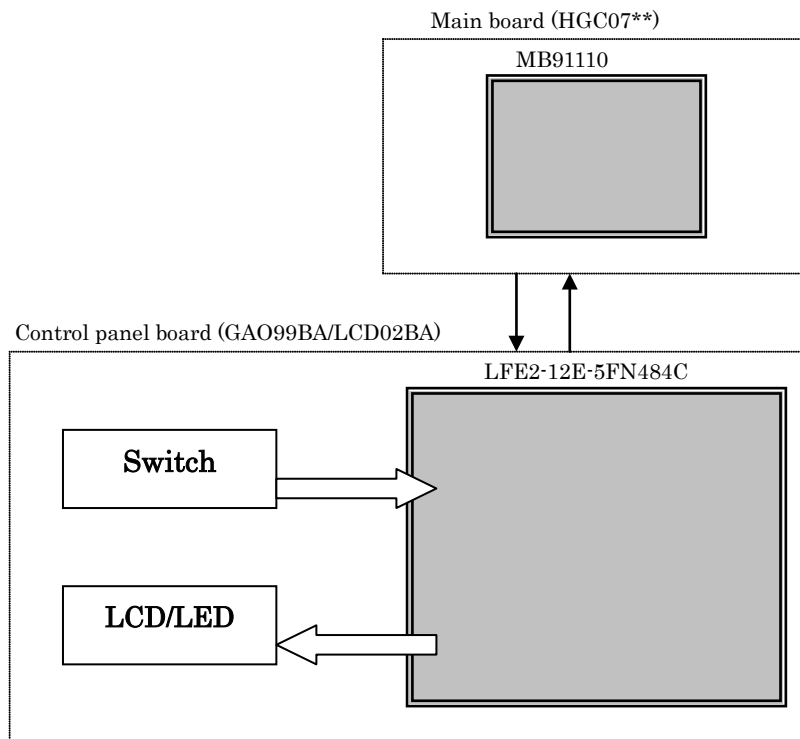 Main board (HGC07**)
MB91110
Control panel board (GAO99BA/LCD02BA)
LFE2-12E-5FN484C
Switch
LCD/LED